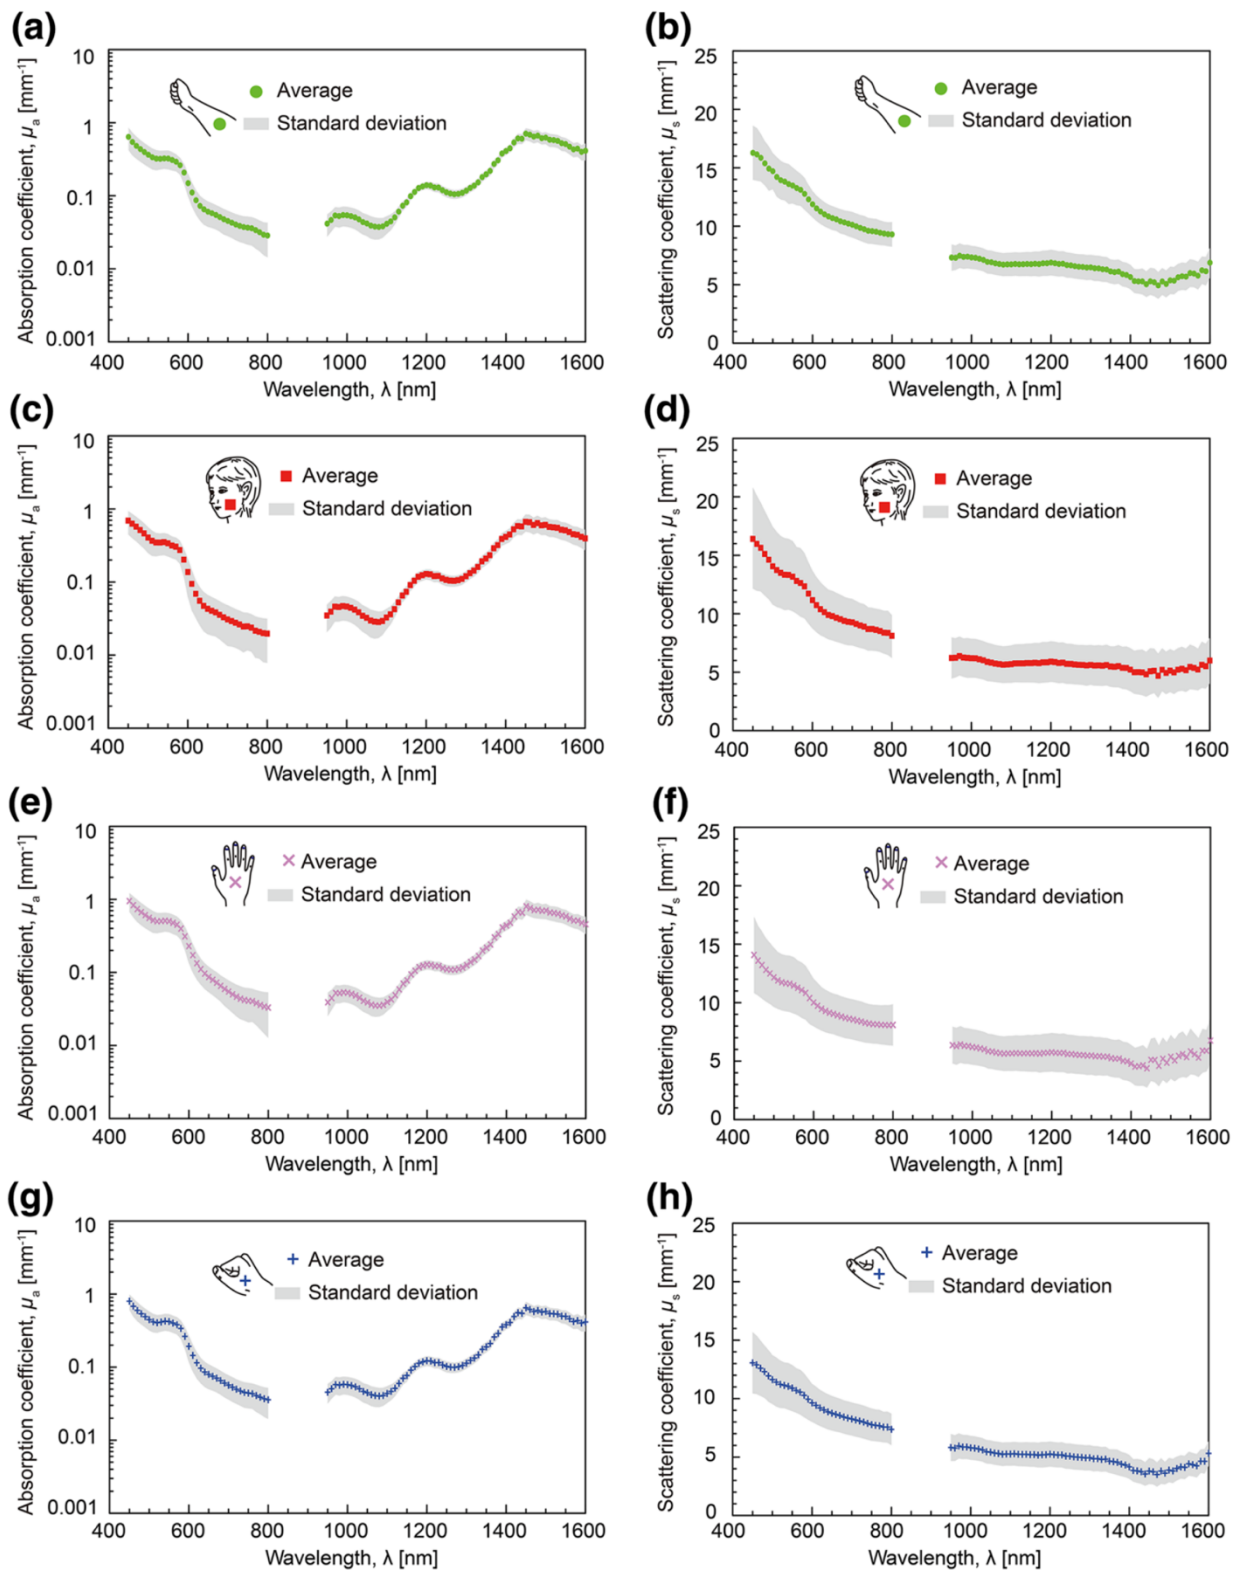 (a)
Absorption coefficient, μa [mm-1]
10
1
0.1
0.01
0.001
Average
Standard deviation
400 600 800 1000 1200 1400 1600
Wavelength, λ [nm]
(b)
Scattering coefficient, μs [mm-1]
25
20
15
10
5
0
Average
Standard deviation
400 600 800 1000 1200 1400 1600
Wavelength, λ [nm]
(c)
Absorption coefficient, μa [mm-1]
10
1
0.1
0.01
0.001
Average
Standard deviation
400 600 800 1000 1200 1400 1600
Wavelength, λ [nm]
(d)
Scattering coefficient, μs [mm-1]
25
20
15
10
5
0
Average
Standard deviation
400 600 800 1000 1200 1400 1600
Wavelength, λ [nm]
(e)
Absorption coefficient, μa [mm-1]
10
1
0.1
0.01
0.001
Average
Standard deviation
400 600 800 1000 1200 1400 1600
Wavelength, λ [nm]
(f)
Scattering coefficient, μs [mm-1]
25
20
15
10
5
0
Average
Standard deviation
400 600 800 1000 1200 1400 1600
Wavelength, λ [nm]
(g)
Absorption coefficient, μa [mm-1]
10
1
0.1
0.01
0.001
Average
Standard deviation
400 600 800 1000 1200 1400 1600
Wavelength, λ [nm]
(h)
Scattering coefficient, μs [mm-1]
25
20
15
10
5
0
Average
Standard deviation
400 600 800 1000 1200 1400 1600
Wavelength, λ [nm]